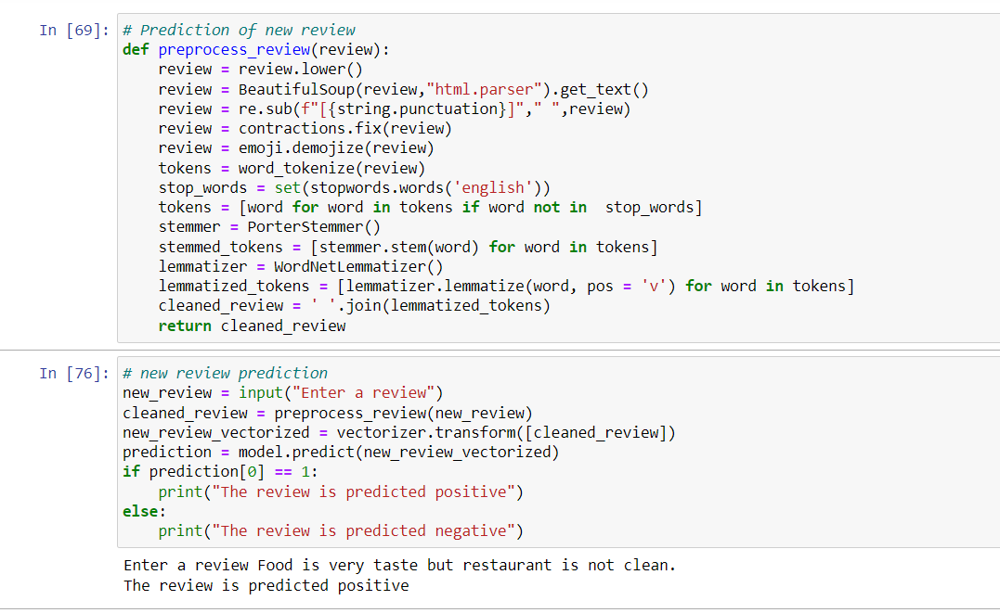 In [69]: # Prediction of new review
def preprocess_review(review):
    review = review.lower()
    review = BeautifulSoup(review,"html.parser").get_text()
    review = re.sub(f"[{string.punctuation}]"," ",review)
    review = contractions.fix(review)
    review = emoji.demojize(review)
    tokens = word_tokenize(review)
    stop_words = set(stopwords.words('english'))
    tokens = [word for word in tokens if word not in  stop_words]
    stemmer = PorterStemmer()
    stemmed_tokens = [stemmer.stem(word) for word in tokens]
    lemmatizer = WordNetLemmatizer()
    lemmatized_tokens = [lemmatizer.lemmatize(word, pos = 'v') for word in tokens]
    cleaned_review = ' '.join(lemmatized_tokens)
    return cleaned_review
In [76]: # new review prediction
new_review = input("Enter a review")
cleaned_review = preprocess_review(new_review)
new_review_vectorized = vectorizer.transform([cleaned_review])
prediction = model.predict(new_review_vectorized)
if prediction[0] == 1:
    print("The review is predicted positive")
else:
    print("The review is predicted negative")
Enter a review Food is very taste but restaurant is not clean.
The review is predicted positive